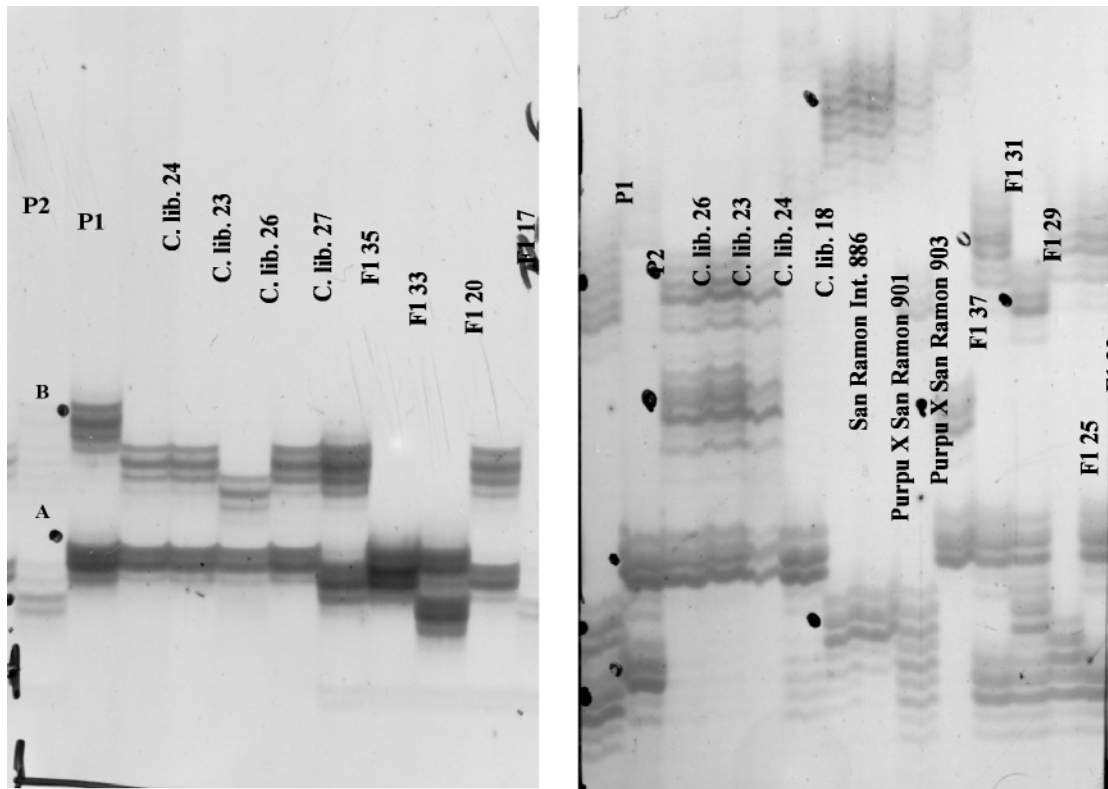 P2
P1
C. lib. 24
C. lib. 23
C. lib. 26
C. lib. 27
F1 35
F1 33
F1 20
F1 17
B
A
P1
P2
C. lib. 26
C. lib. 23
C. lib. 24
C. lib. 18
San Ramon Int. 886
Purpu X San Ramon 901
Purpu X San Ramon 903
F1 37
F1 31
F1 29
F1 25